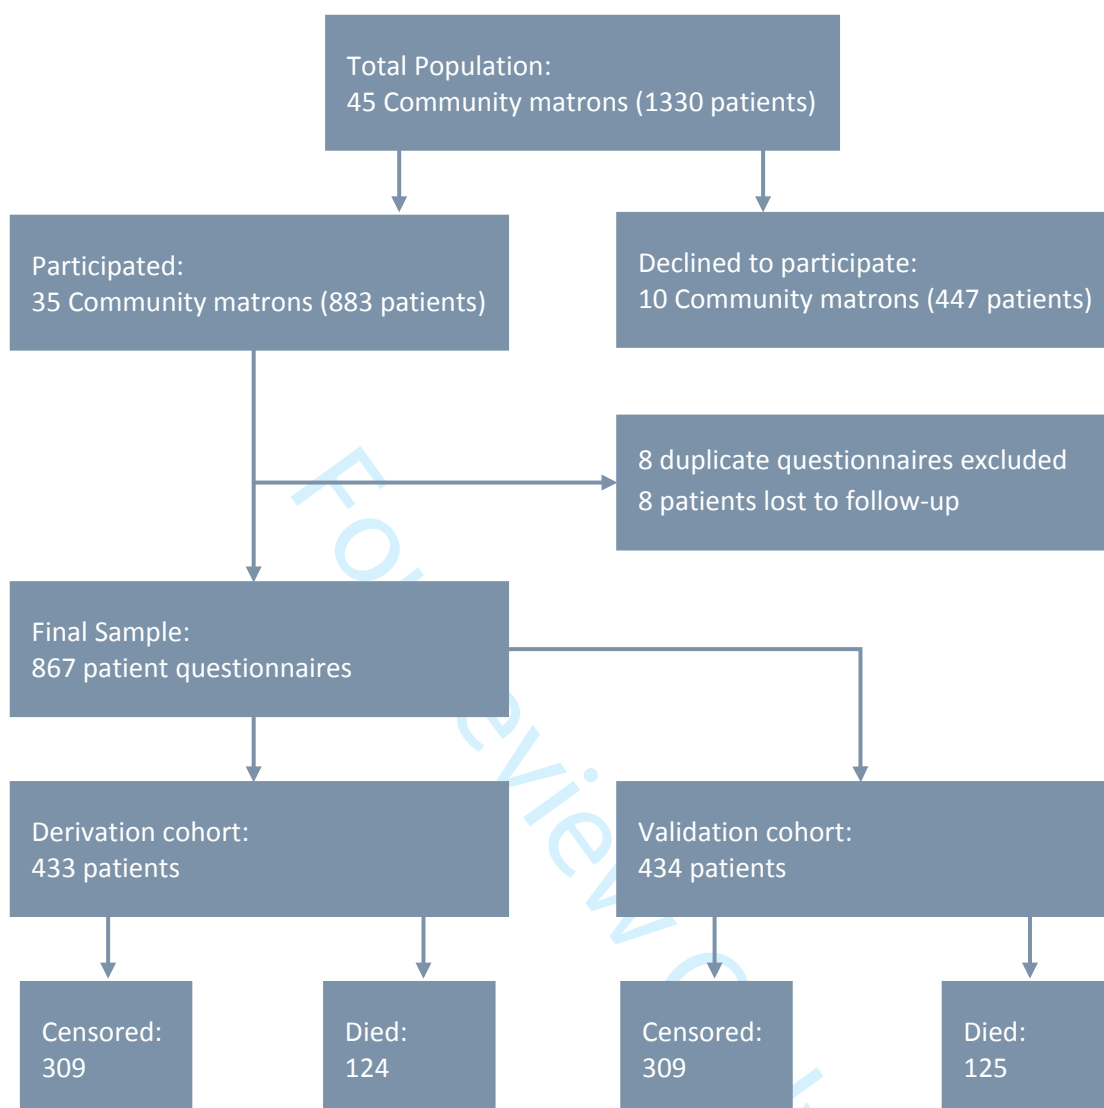 Total Population:
45 Community matrons (1330 patients)
Participated:
35 Community matrons (883 patients)
Declined to participate:
10 Community matrons (447 patients)
8 duplicate questionnaires excluded
8 patients lost to follow-up
Final Sample:
867 patient questionnaires
Derivation cohort:
433 patients
Validation cohort:
434 patients
Censored:
309
Died:
124
Censored:
309
Died:
125